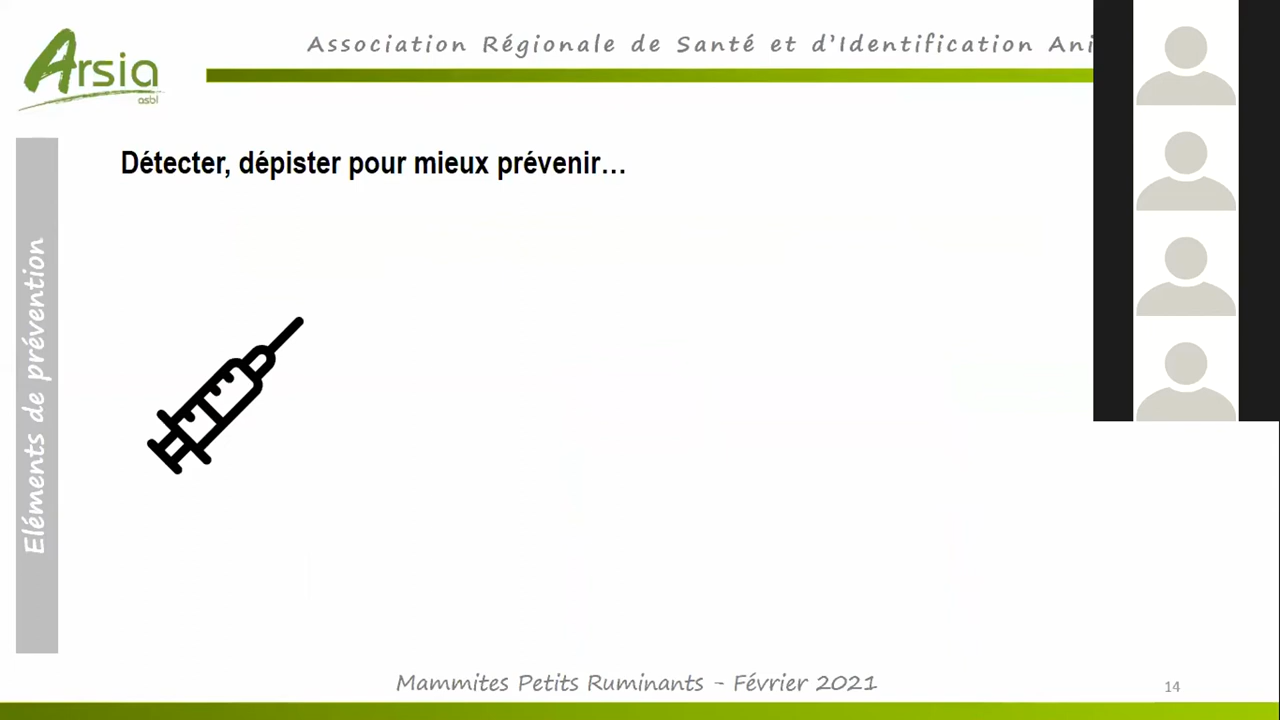 Arsia
asbl
Association Régionale de Santé et d'Identification Ani
Détecter, dépister pour mieux prévenir…
Eléments de prévention
Mammites Petits Ruminants - Février 2021
14